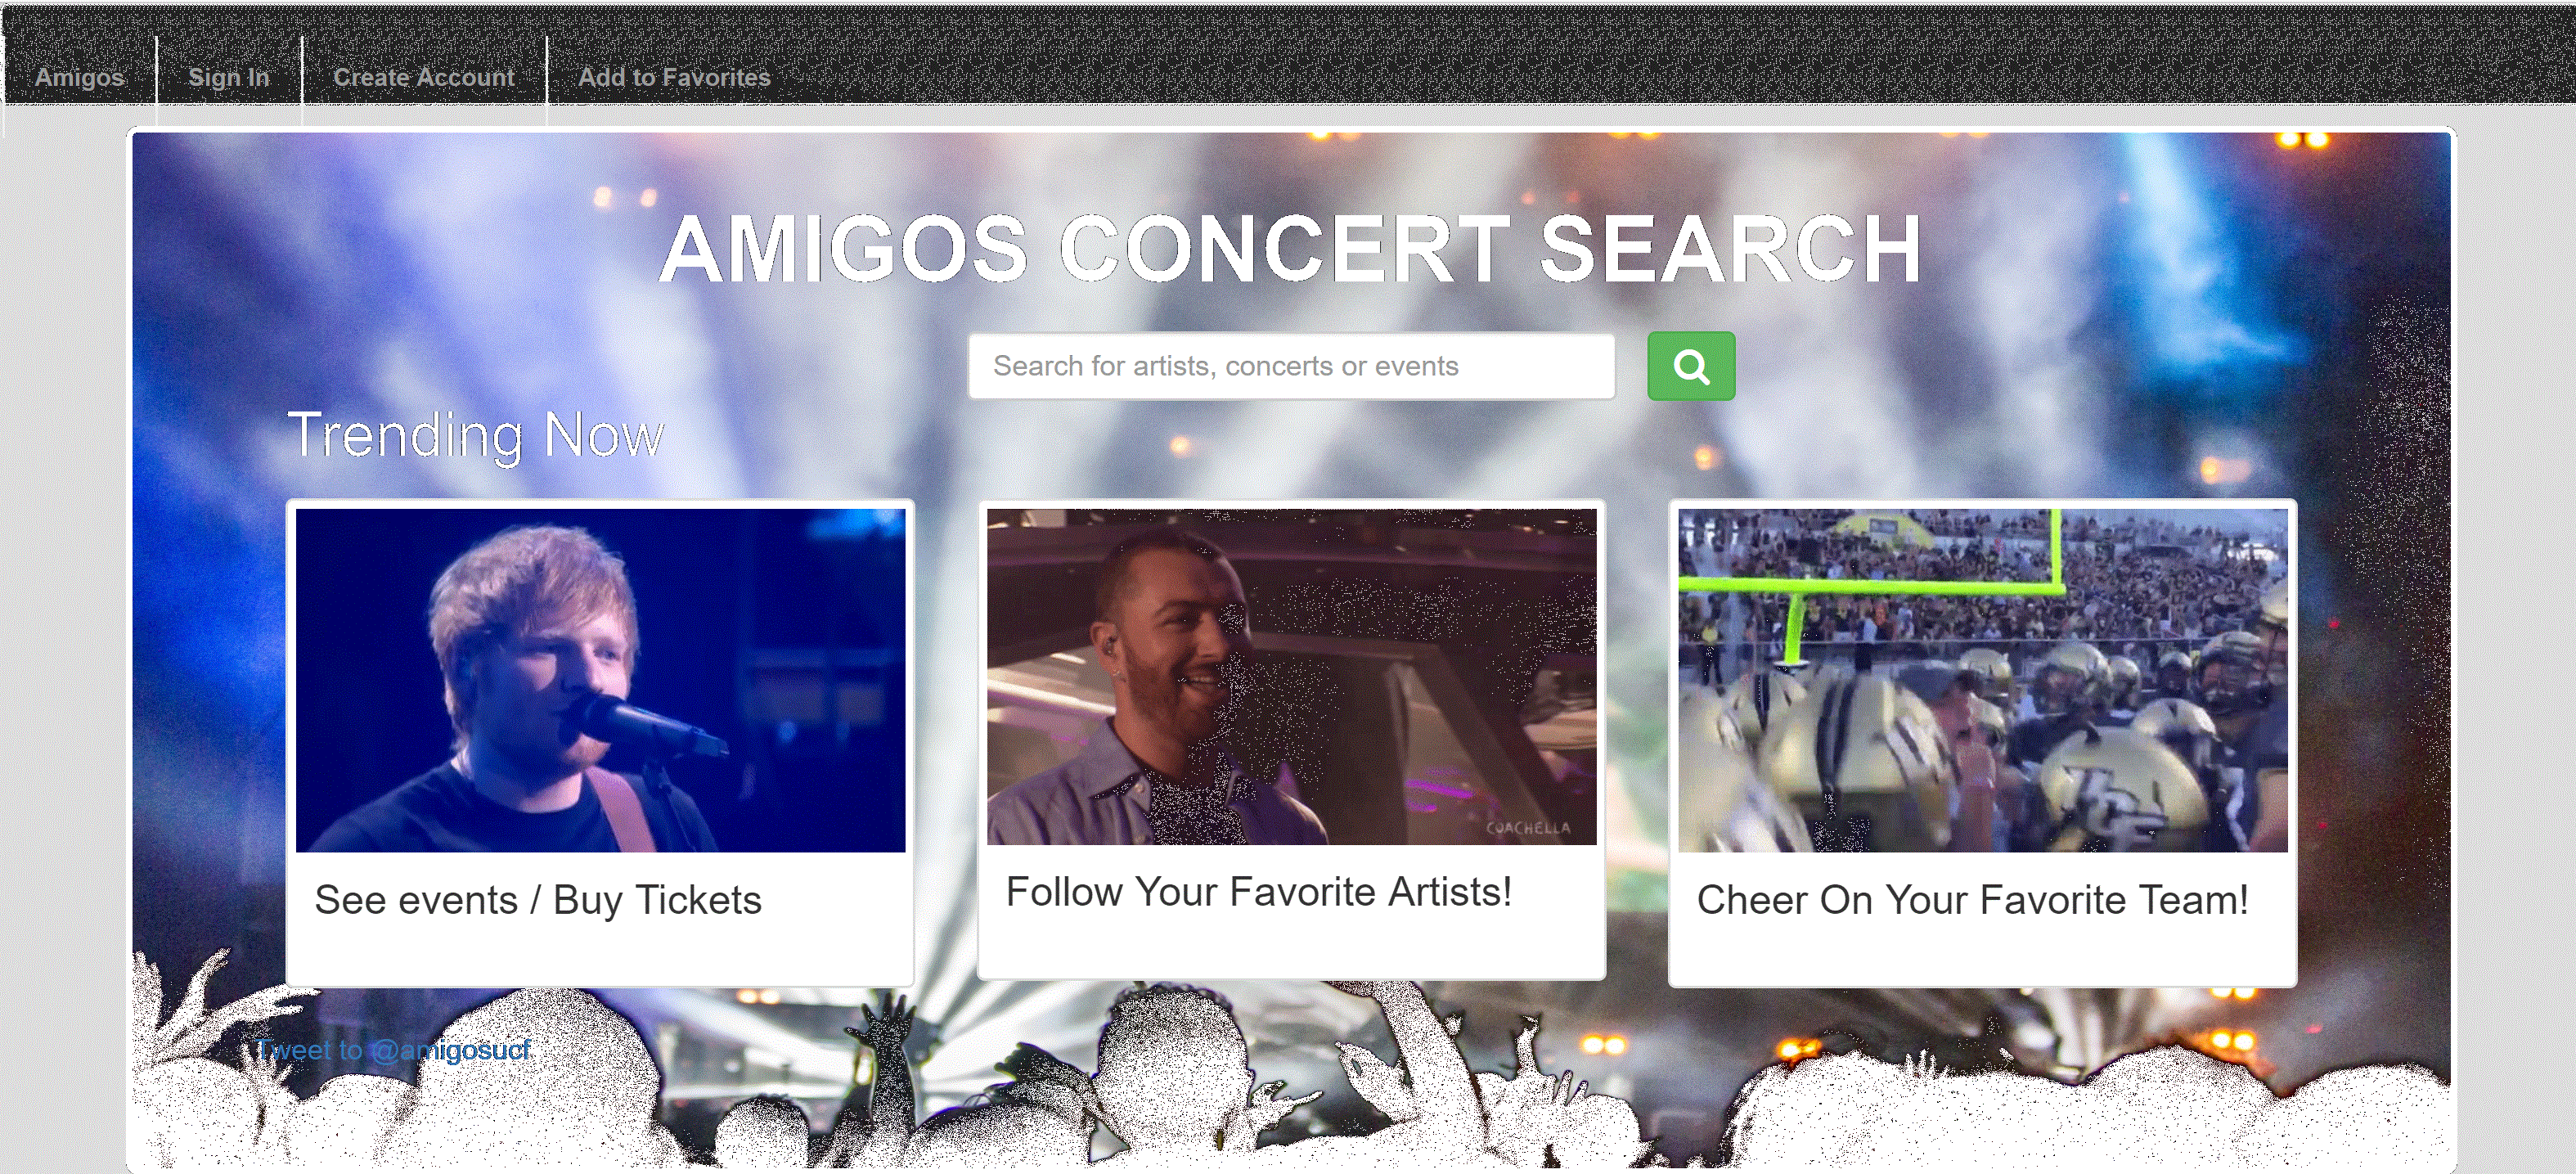 Amigos
Sign In
Create Account
Add to Favorites
AMIGOS CONCERT SEARCH
Search for artists, concerts or events
Trending Now
COACHELLA
See events / Buy Tickets
Follow Your Favorite Artists!
Cheer On Your Favorite Team!
Tweet to @amigosucf